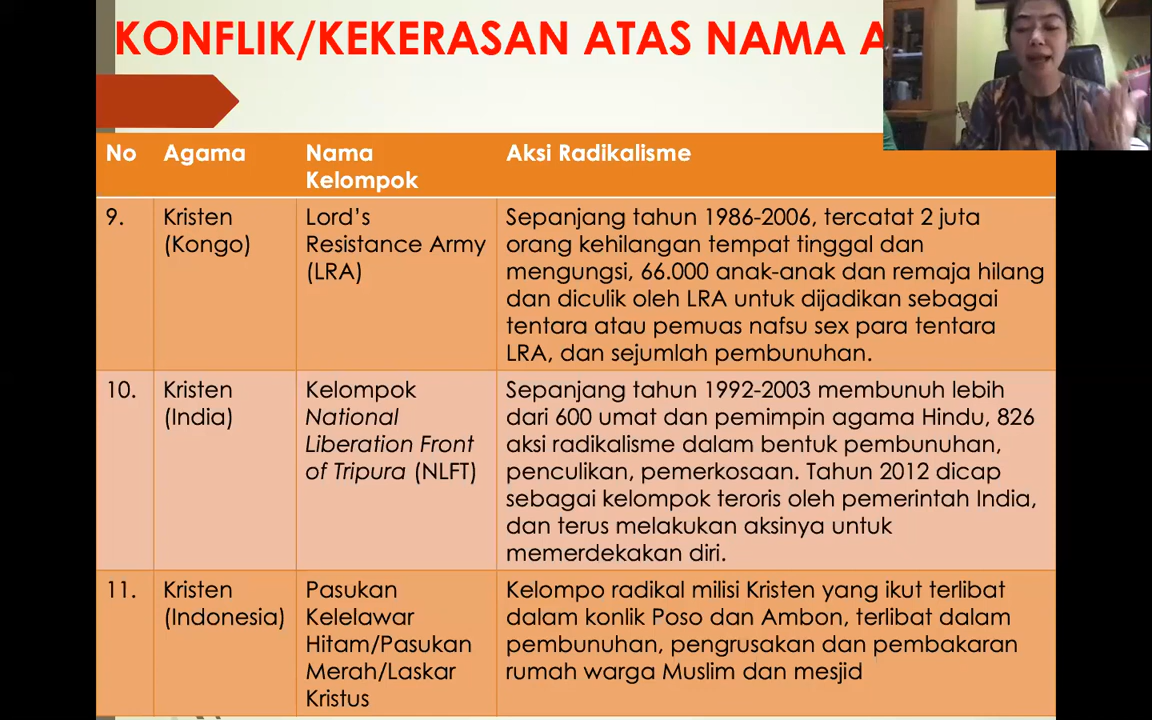 KONFLIK/KEKERASAN ATAS NAMA
No Agama Nama Kelompok Aksi Radikalisme
9. Kristen (Kongo)
Lord's
Resistance Army
(LRA)
Sepanjang tahun 1986-2006, tercatat 2 juta
orang kehilangan tempat tinggal dan
mengungsi, 66.000 anak-anak dan remaja hilang
dan diculik oleh LRA untuk dijadikan sebagai
tentara atau pemuas nafsu sex para tentara
LRA, dan sejumlah pembunuhan.
10. Kristen (India)
Kelompok
National
Liberation Front
of Tripura (NLFT)
Sepanjang tahun 1992-2003 membunuh lebih
dari 600 umat dan pemimpin agama Hindu, 826
aksi radikalisme dalam bentuk pembunuhan,
penculikan, pemerkosaan. Tahun 2012 dicap
sebagai kelompok teroris oleh pemerintah India,
dan terus melakukan aksinya untuk
memerdekakan diri.
11. Kristen (Indonesia)
Pasukan
Kelelawar
Hitam/Pasukan
Merah/Laskar
Kristus
Kelompo radikal milisi Kristen yang ikut terlibat
dalam konlik Poso dan Ambon, terlibat dalam
pembunuhan, pengrusakan dan pembakaran
rumah warga Muslim dan mesjid